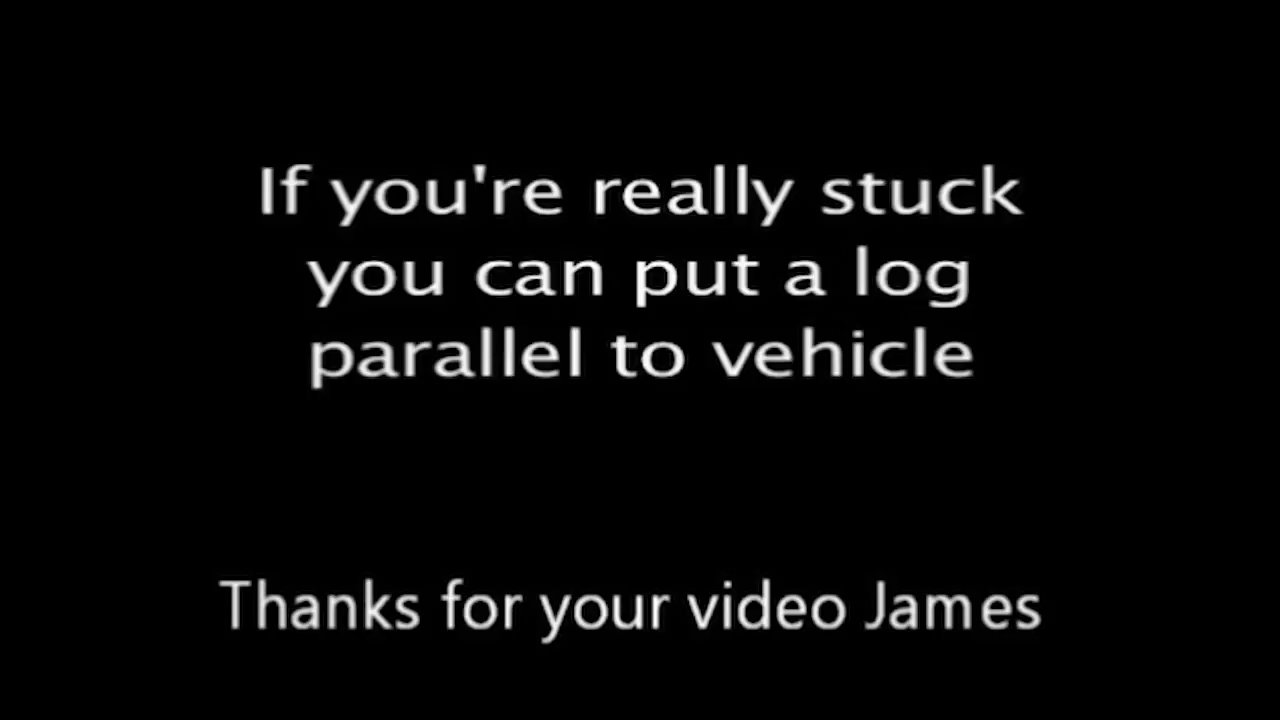 If you're really stuck
you can put a log
parallel to vehicle
Thanks for your video James